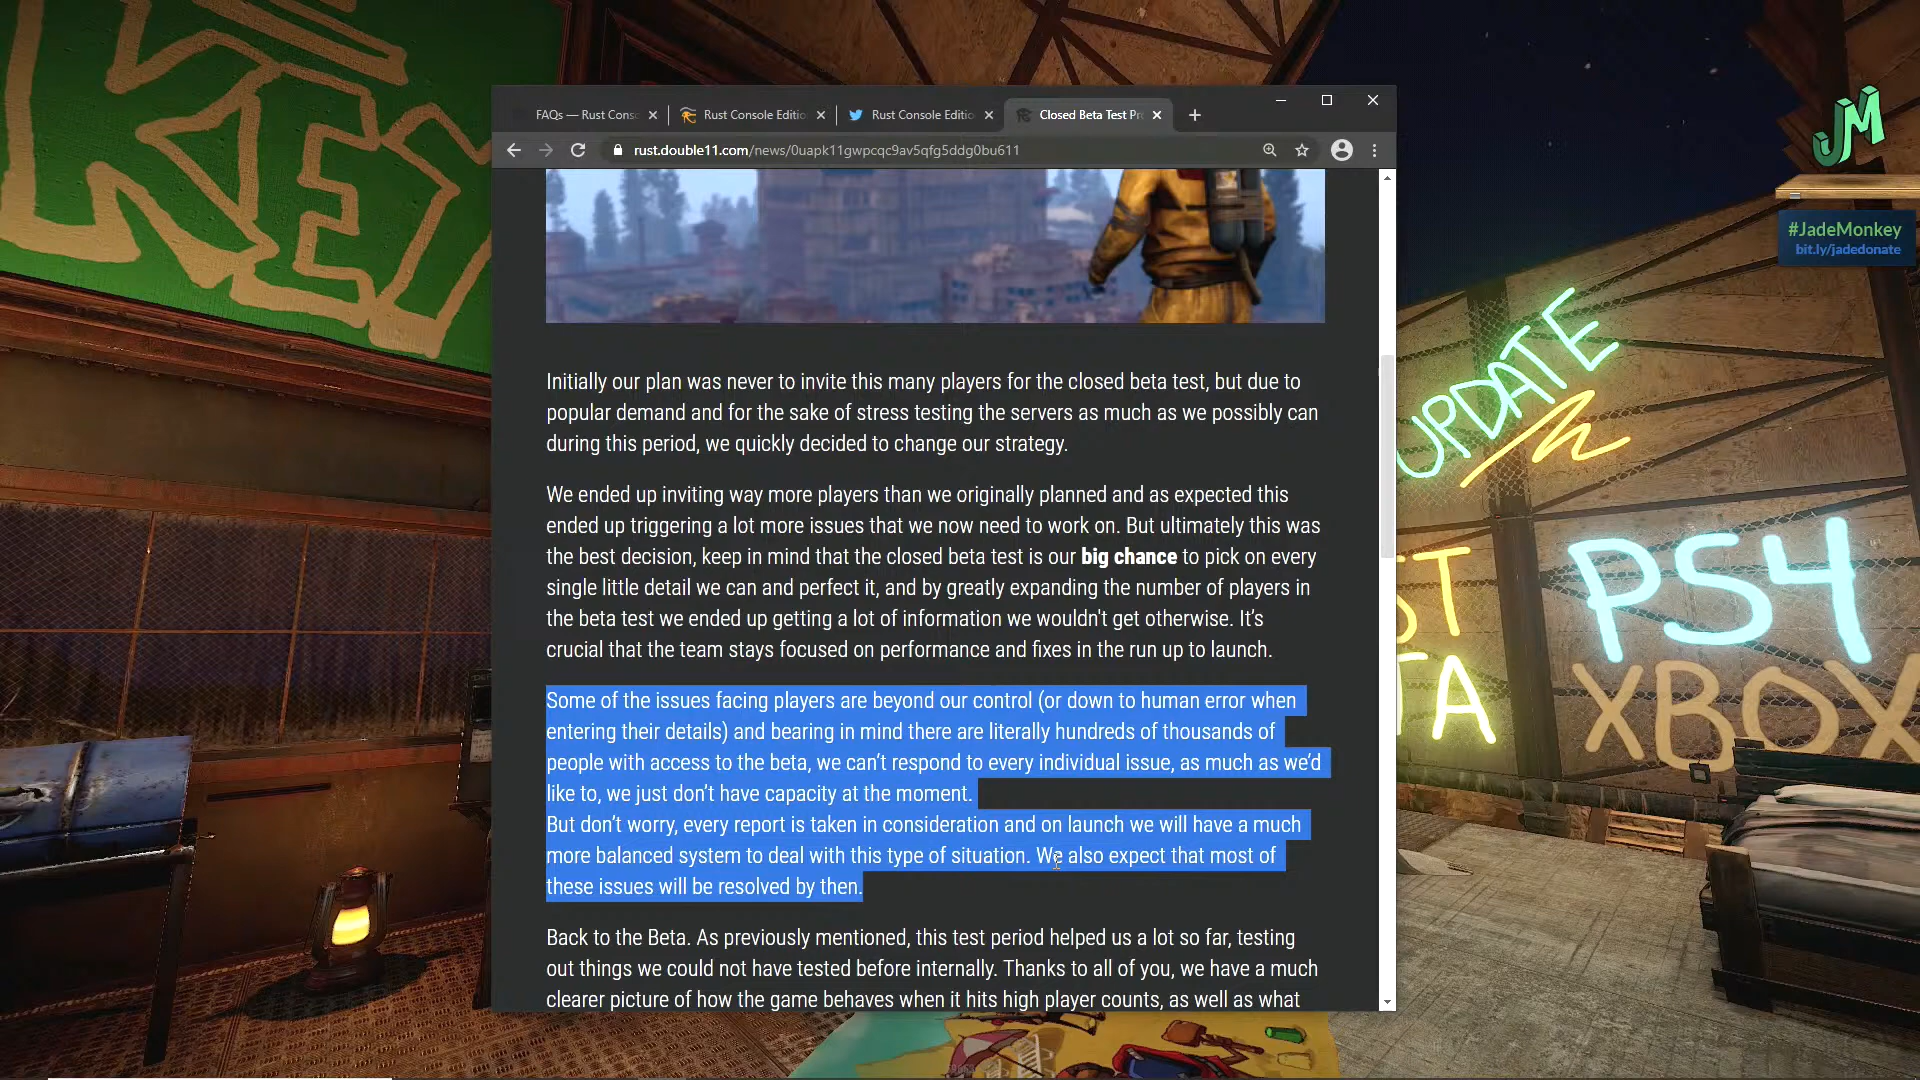 KEY
FAQs — Rust Conso
Rust Console Editio
Rust Console Editio
Closed Beta Test Pr
rust.double11.com/news/0uapk11gwpcqc9av5qfg5ddg0bu611
JM
#JadeMonkey
bit.ly/jadedonate
Initially our plan was never to invite this many players for the closed beta test, but due to
popular demand and for the sake of stress testing the servers as much as we possibly can
during this period, we quickly decided to change our strategy.
We ended up inviting way more players than we originally planned and as expected this
ended up triggering a lot more issues that we now need to work on. But ultimately this was
the best decision, keep in mind that the closed beta test is our big chance to pick on every
single little detail we can and perfect it, and by greatly expanding the number of players in
the beta test we ended up getting a lot of information we wouldn't get otherwise. It’s
crucial that the team stays focused on performance and fixes in the run up to launch.
Some of the issues facing players are beyond our control (or down to human error when
entering their details) and bearing in mind there are literally hundreds of thousands of
people with access to the beta, we can’t respond to every individual issue, as much as we’d
like to, we just don’t have capacity at the moment.
But don’t worry, every report is taken in consideration and on launch we will have a much
more balanced system to deal with this type of situation. We also expect that most of
these issues will be resolved by then.
Back to the Beta. As previously mentioned, this test period helped us a lot so far, testing
out things we could not have tested before internally. Thanks to all of you, we have a much
clearer picture of how the game behaves when it hits high player counts, as well as what
UPDATE
ST
TA
PS4
XBOX